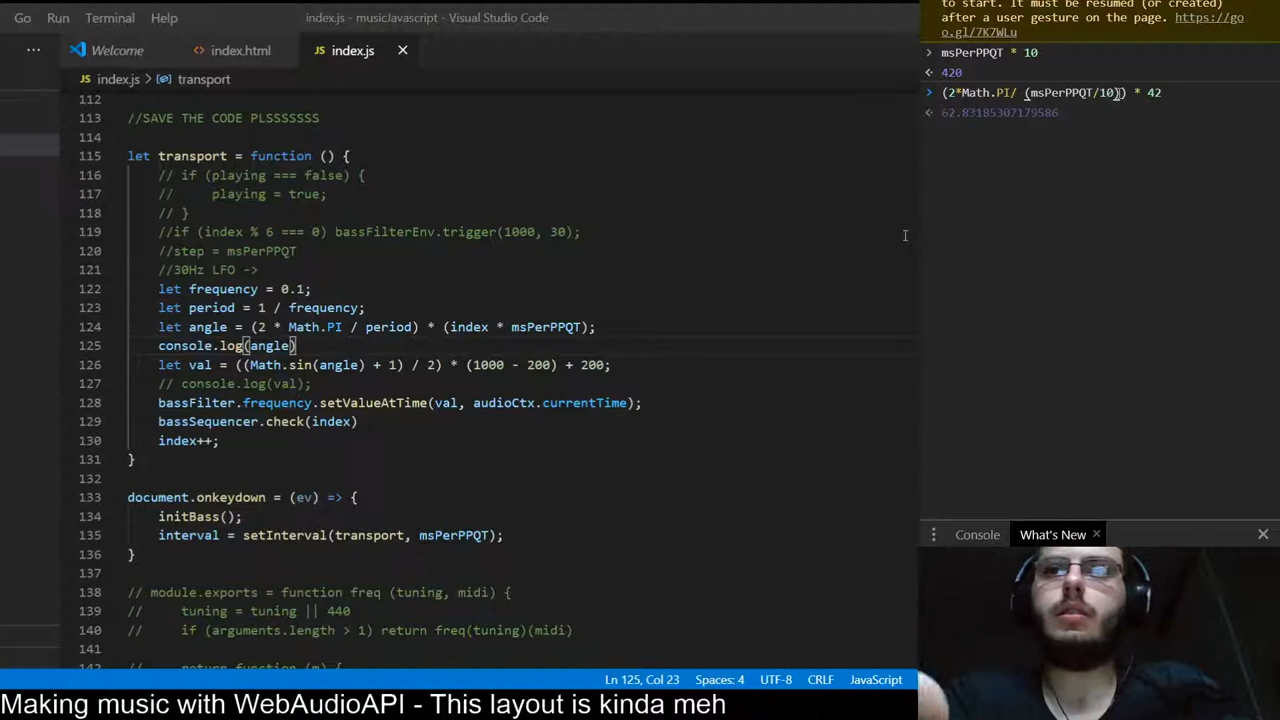 Go Run Terminal Help
index.js - musicJavascript - Visual Studio Code
... Welcome <> index.html JS index.js ×
JS index.js > transport
112
113 //SAVE THE CODE PLSSSSSSS
114
115 let transport = function () {
116 // if (playing === false) {
117 //     playing = true;
118 // }
119 //if (index % 6 === 0) bassFilterEnv.trigger(1000, 30);
120 //step = msPerPPQT
121 //30Hz LFO ->
122 let frequency = 0.1;
123 let period = 1 / frequency;
124 let angle = (2 * Math.PI / period) * (index * msPerPPQT);
125 console.log(angle)
126 let val = ((Math.sin(angle) + 1) / 2) * (1000 - 200) + 200;
127 // console.log(val);
128 bassFilter.frequency.setValueAtTime(val, audioCtx.currentTime);
129 bassSequencer.check(index)
130 index++;
131 }
132
133 document.onkeydown = (ev) => {
134 initBass();
135 interval = setInterval(transport, msPerPPQT);
136 }
137
138 // module.exports = function freq (tuning, midi) {
139 //     tuning = tuning || 440
140 //     if (arguments.length > 1) return freq(tuning)(midi)
141
142 //     return function (m) {
Ln 125, Col 23 Spaces: 4 UTF-8 CRLF JavaScript
to start. It must be resumed (or created)
after a user gesture on the page. https://go
o.gl/7K7WLu
> msPerPPQT * 10
< 420
> (2*Math.PI/ (msPerPPQT/10)) * 42
< 62.83185307179586
Console What's New × ×
Making music with WebAudioAPI - This layout is kinda meh